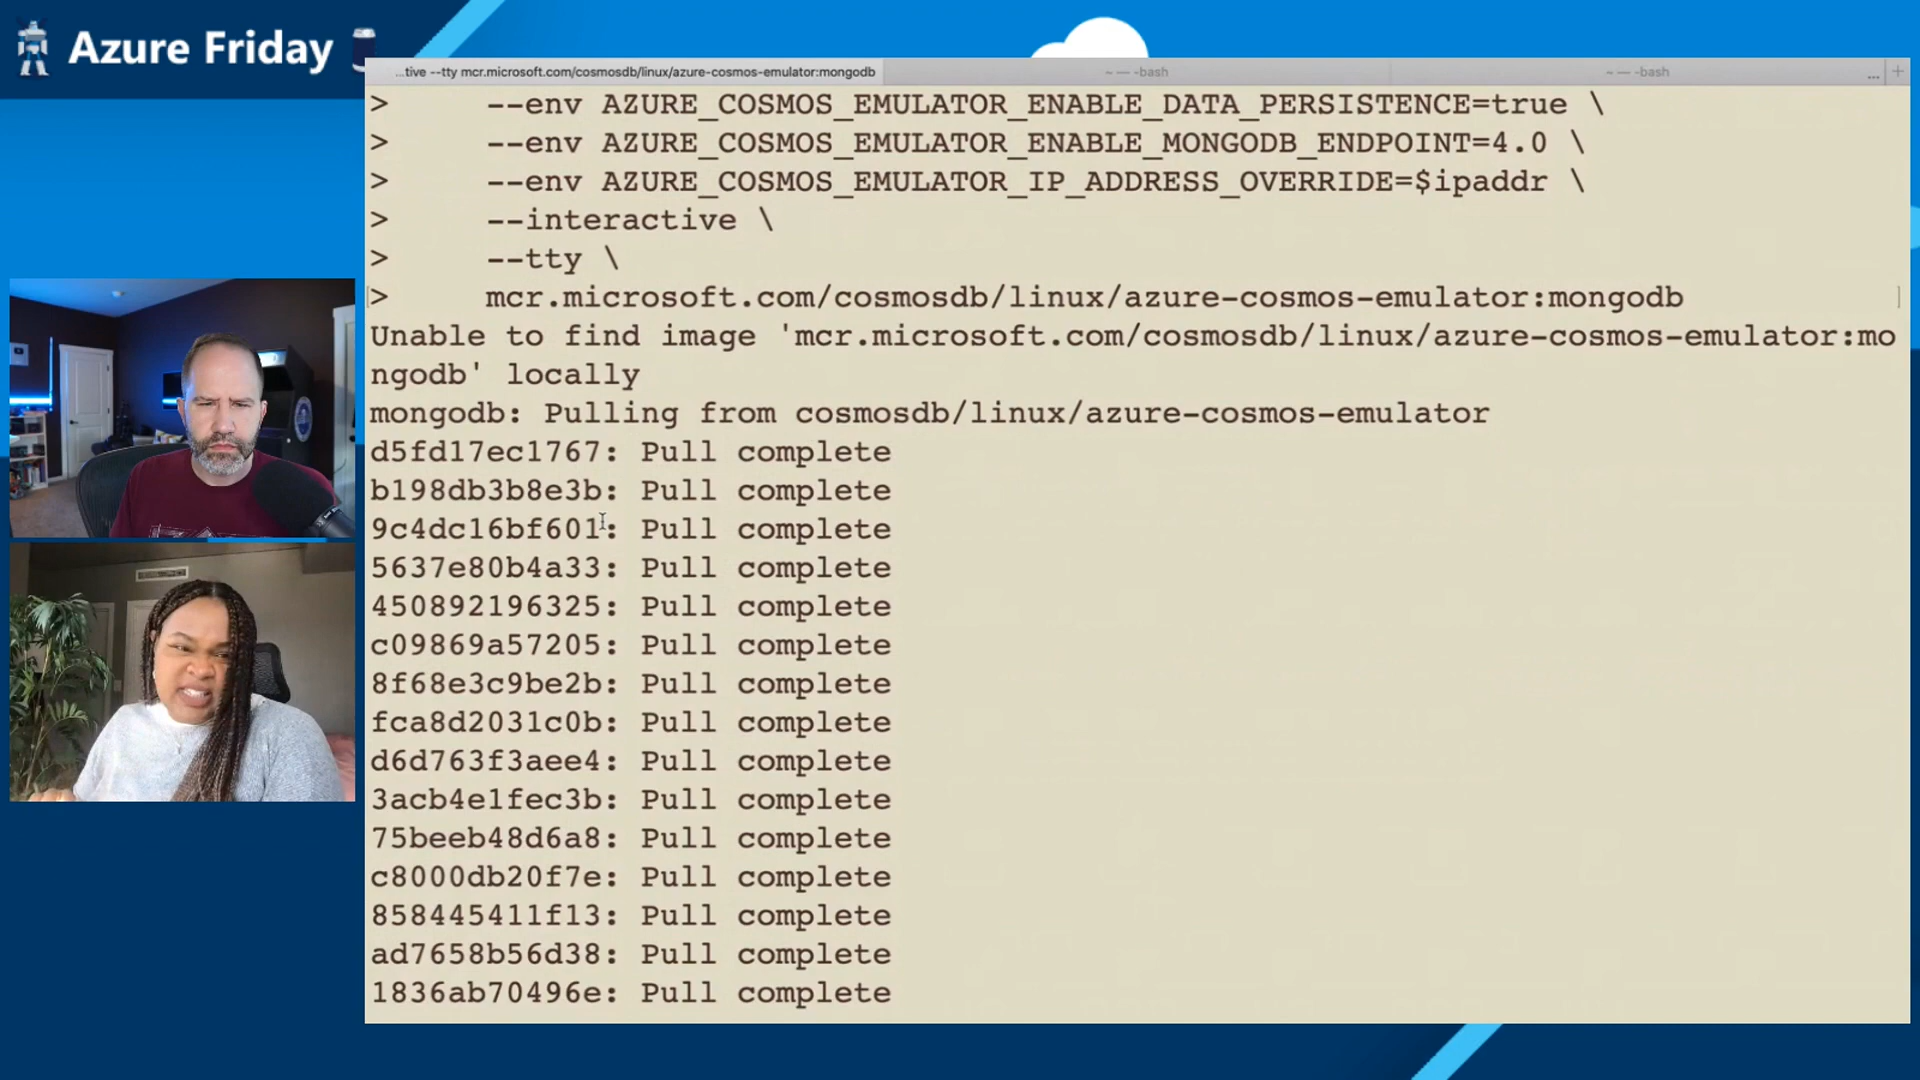 Azure Friday
...tive --tty mcr.microsoft.com/cosmosdb/linux/azure-cosmos-emulator:mongodb
~ — -bash
~ — -bash
... +
> --env AZURE_COSMOS_EMULATOR_ENABLE_DATA_PERSISTENCE=true \
> --env AZURE_COSMOS_EMULATOR_ENABLE_MONGODB_ENDPOINT=4.0 \
> --env AZURE_COSMOS_EMULATOR_IP_ADDRESS_OVERRIDE=$ipaddr \
> --interactive \
> --tty \
> mcr.microsoft.com/cosmosdb/linux/azure-cosmos-emulator:mongodb
Unable to find image 'mcr.microsoft.com/cosmosdb/linux/azure-cosmos-emulator:mo
ngodb' locally
mongodb: Pulling from cosmosdb/linux/azure-cosmos-emulator
d5fd17ec1767: Pull complete
b198db3b8e3b: Pull complete
9c4dc16bf601: Pull complete
5637e80b4a33: Pull complete
450892196325: Pull complete
c09869a57205: Pull complete
8f68e3c9be2b: Pull complete
fca8d2031c0b: Pull complete
d6d763f3aee4: Pull complete
3acb4e1fec3b: Pull complete
75beeb48d6a8: Pull complete
c8000db20f7e: Pull complete
858445411f13: Pull complete
ad7658b56d38: Pull complete
1836ab70496e: Pull complete